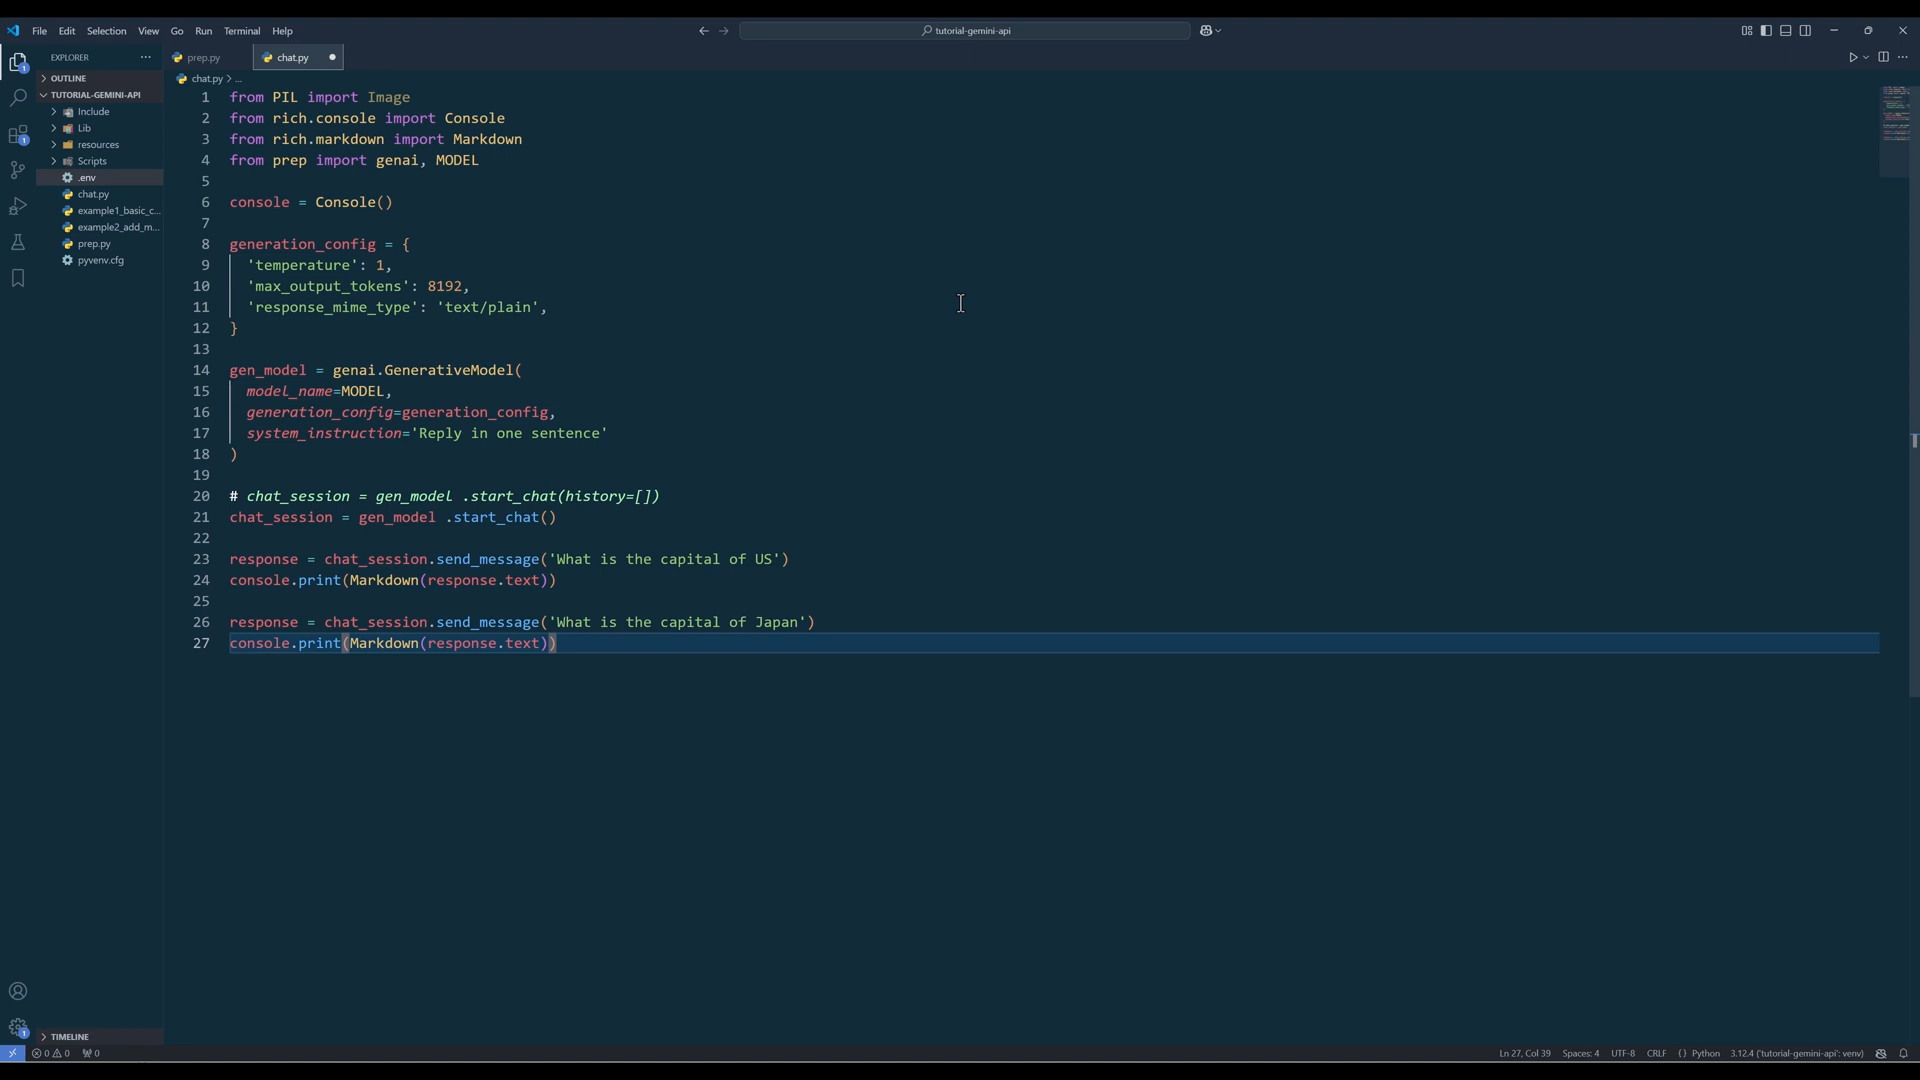 File Edit Selection View Go Run Terminal Help
tutorial-gemini-api
EXPLORER
prep.py
chat.py
OUTLINE
chat.py > ...
TUTORIAL-GEMINI-API
Include
Lib
resources
Scripts
.env
chat.py
example1_basic_c...
example2_add_m...
prep.py
pyvenv.cfg
1 from PIL import Image
2 from rich.console import Console
3 from rich.markdown import Markdown
4 from prep import genai, MODEL
5
6 console = Console()
7
8 generation_config = {
9 'temperature': 1,
10 'max_output_tokens': 8192,
11 'response_mime_type': 'text/plain',
12 }
13
14 gen_model = genai.GenerativeModel(
15 model_name=MODEL,
16 generation_config=generation_config,
17 system_instruction='Reply in one sentence'
18 )
19
20 # chat_session = gen_model .start_chat(history=[])
21 chat_session = gen_model .start_chat()
22
23 response = chat_session.send_message('What is the capital of US')
24 console.print(Markdown(response.text))
25
26 response = chat_session.send_message('What is the capital of Japan')
27 console.print(Markdown(response.text))
TIMELINE
0 0 0
Ln 27, Col 39 Spaces: 4 UTF-8 CRLF {} Python 3.12.4 ('tutorial-gemini-api': venv)
1
1
1